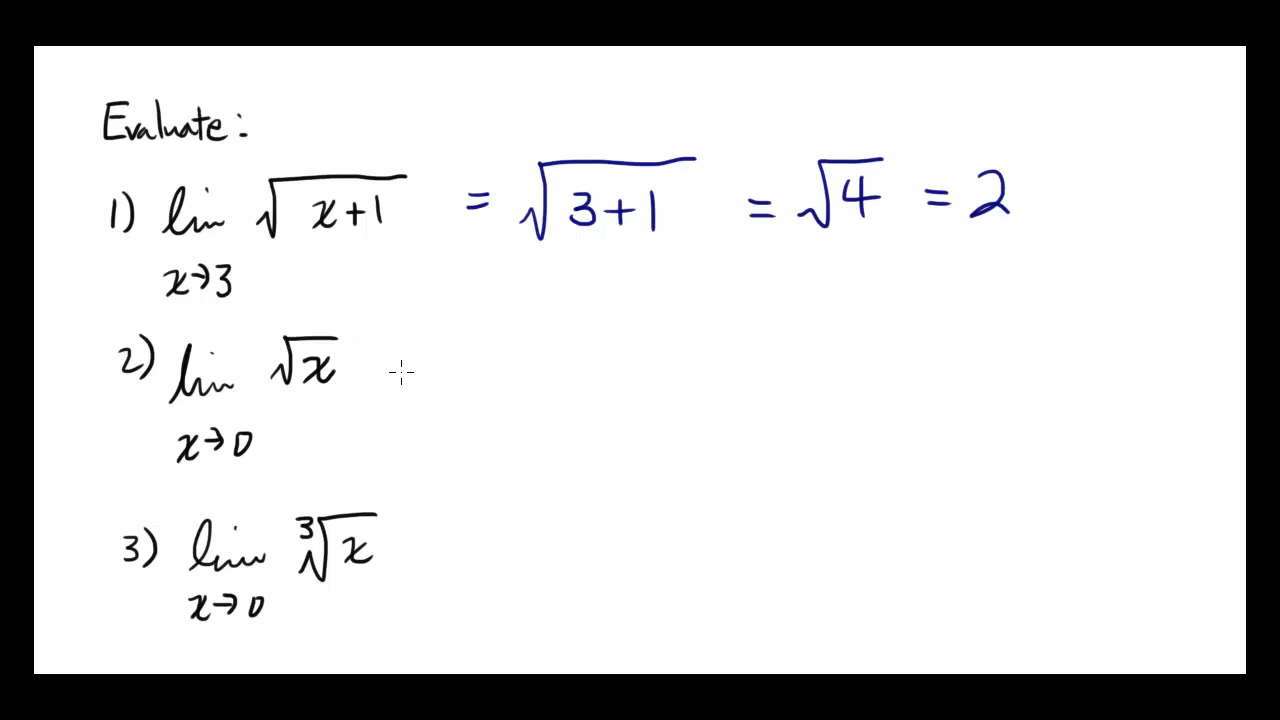 Evaluate:
1) lim √(x+1) = √(3+1) = √4 = 2
x→3
2) lim √x
x→0
3) lim ∛x
x→0